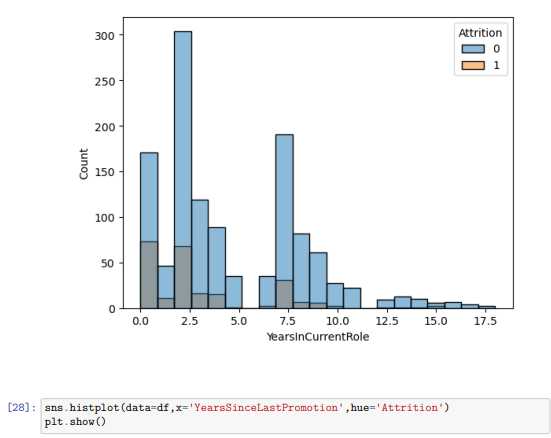 Attrition
0
1
300
250
200
150
100
50
0
Count
0.0 2.5 5.0 7.5 10.0 12.5 15.0 17.5
YearsInCurrentRole
[28]: sns.histplot(data=df,x='YearsSinceLastPromotion',hue='Attrition')
plt.show()